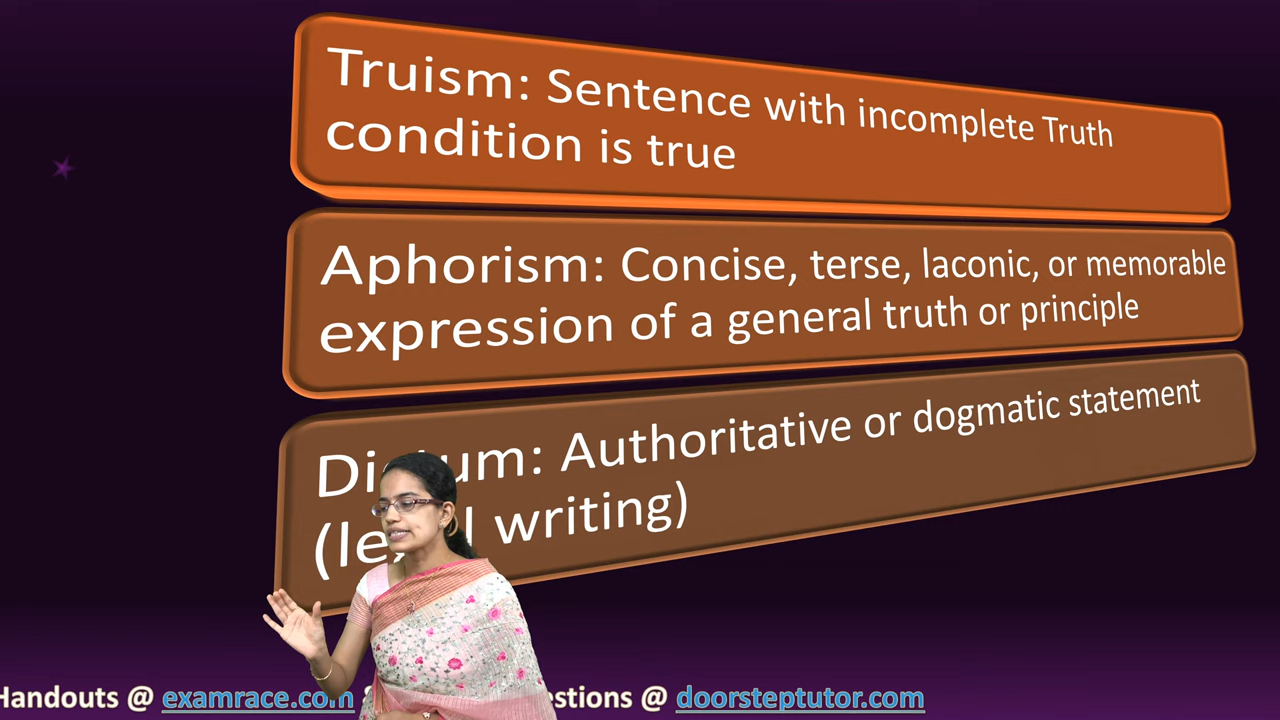 Truism: Sentence with incomplete Truth
condition is true
Aphorism: Concise, terse, laconic, or memorable
expression of a general truth or principle
Authoritative or dogmatic statement
writing)
Handouts @ examrace.com @ doorsteptutor.com